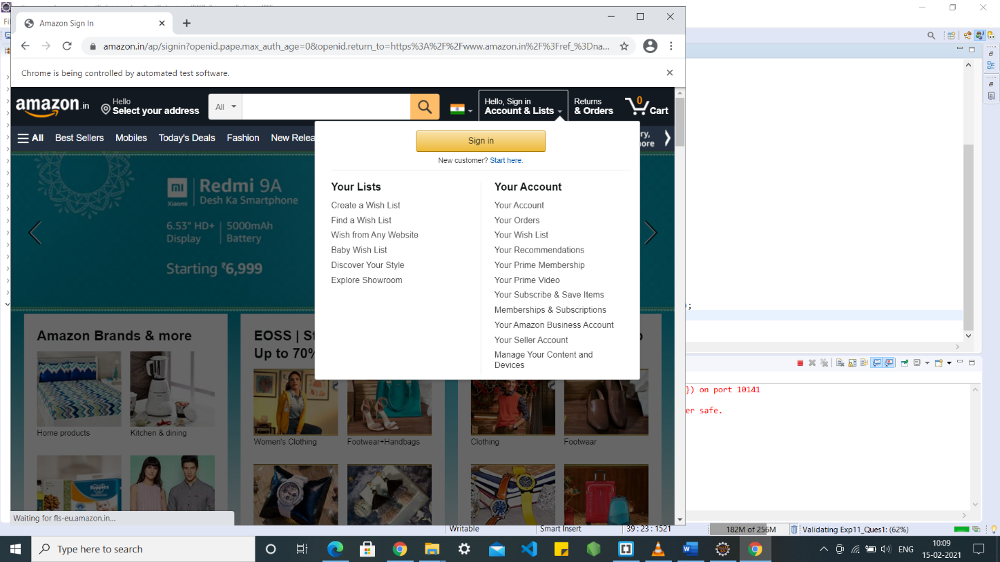 Fil
Amazon Sign In
amazon.in/ap/signin?openid.pape.max_auth_age=0&openid.return_to=https%3A%2F%2Fwww.amazon.in%2F%3Fref_%3Dna...
Chrome is being controlled by automated test software.
amazon.in
Hello
Select your address
All
Hello, Sign in
Account & Lists
Returns
& Orders
0
Cart
All
Best Sellers
Mobiles
Today's Deals
Fashion
New Relea
ry,
ore
Sign in
New customer? Start here.
Your Lists
Create a Wish List
Find a Wish List
Wish from Any Website
Baby Wish List
Discover Your Style
Explore Showroom
Your Account
Your Account
Your Orders
Your Wish List
Your Recommendations
Your Prime Membership
Your Prime Video
Your Subscribe & Save Items
Memberships & Subscriptions
Your Amazon Business Account
Your Seller Account
Manage Your Content and
Devices
mi
Xiaomi
Redmi 9A
Desh Ka Smartphone
6.53" HD+
Display
5000mAh
Battery
Starting ₹6,999
Amazon Brands & more
Home products
Kitchen & dining
EOSS | St
Up to 70%
Women's Clothing
Footwear+Handbags
Clothing
Footwear
Waiting for fls-eu.amazon.in...
);
}) on port 10141
er safe.
Writable
Smart Insert
39 : 23 : 1521
182M of 256M
Validating Exp11_Ques1: (62%)
Type here to search
ENG
10:09
15-02-2021